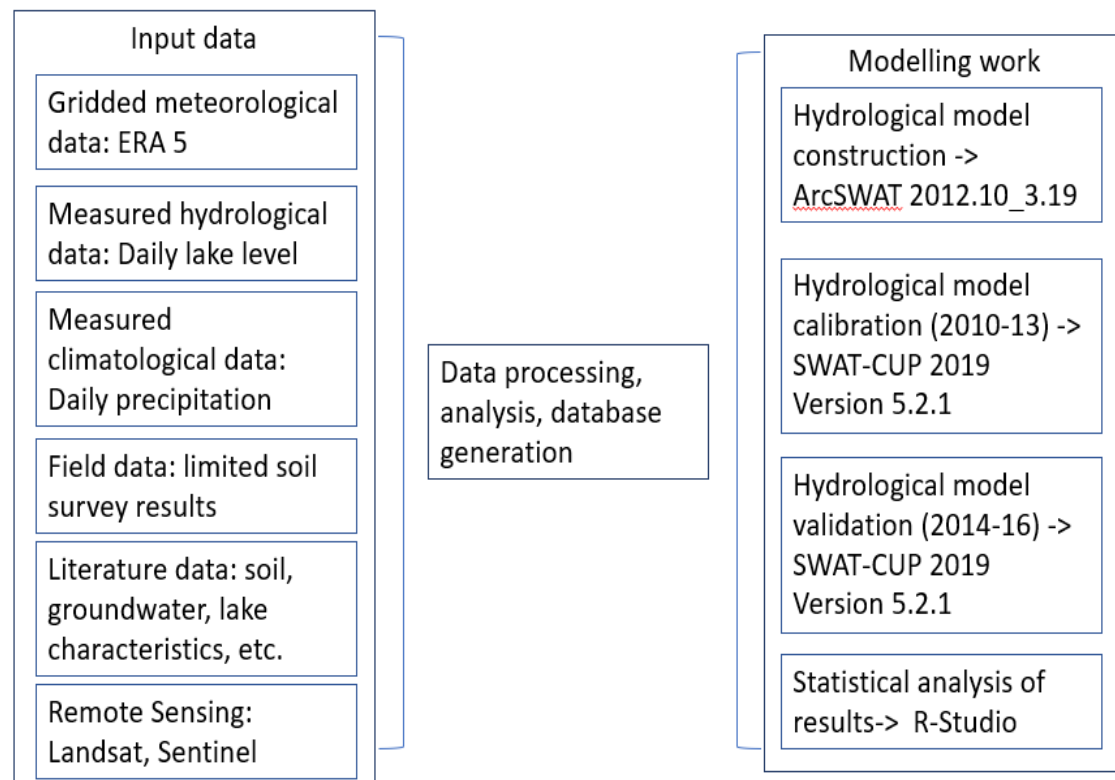 Input data
Gridded meteorological
data: ERA 5
Measured hydrological
data: Daily lake level
Measured
climatological data:
Daily precipitation
Field data: limited soil
survey results
Literature data: soil,
groundwater, lake
characteristics, etc.
Remote Sensing:
Landsat, Sentinel
Data processing,
analysis, database
generation
Modelling work
Hydrological model
construction ->
ArcSWAT 2012.10_3.19
Hydrological model
calibration (2010-13) ->
SWAT-CUP 2019
Version 5.2.1
Hydrological model
validation (2014-16) ->
SWAT-CUP 2019
Version 5.2.1
Statistical analysis of
results-> R-Studio